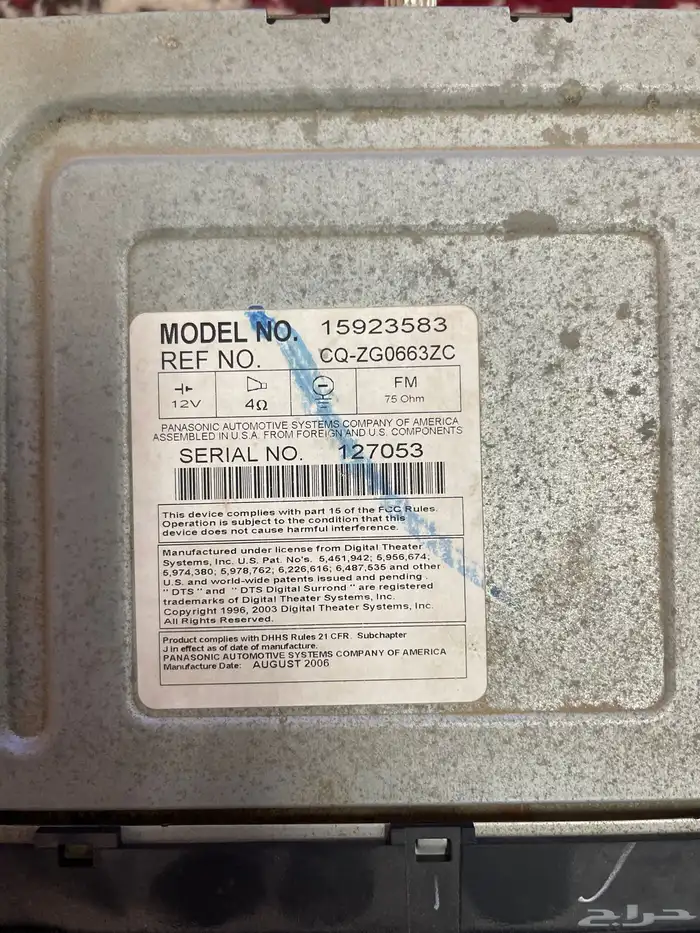 MODEL NO. 15923583
REF NO. CQ-ZG0663ZC
12V 4Ω FM 75 Ohm
PANASONIC AUTOMOTIVE SYSTEMS COMPANY OF AMERICA
ASSEMBLED IN U.S.A. FROM FOREIGN AND U.S. COMPONENTS
SERIAL NO. 127053
This device complies with part 15 of the FCC Rules.
Operation is subject to the condition that this
device does not cause harmful interference.
Manufactured under license from Digital Theater
Systems, Inc. U.S. Pat. No's. 5,451,942; 5,956,674;
5,974,380; 5,978,762; 6,226,616; 6,487,535 and other
U.S. and world-wide patents issued and pending .
" DTS " and " DTS Digital Surrond " are registered
trademarks of Digital Theater Systems, Inc.
Copyright 1996, 2003 Digital Theater Systems, Inc.
All Rights Reserved.
Product complies with DHHS Rules 21 CFR. Subchapter
J in effect as of date of manufacture.
PANASONIC AUTOMOTIVE SYSTEMS COMPANY OF AMERICA
Manufacture Date: AUGUST 2006
حراج